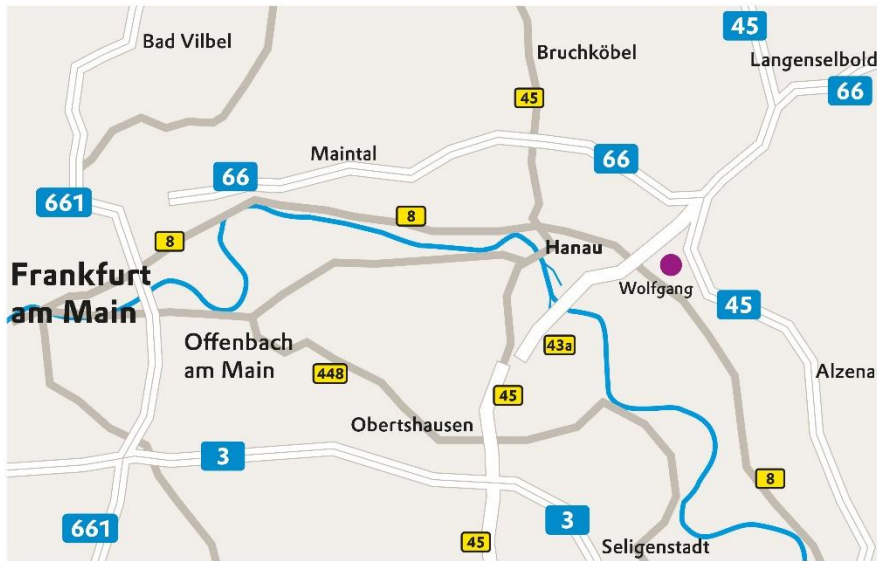 45
Bad Vilbel
Bruchköbel
Langenselbold
45
66
Maintal
66
66
661
8
8
Hanau
Frankfurt
am Main
Wolfgang
45
Offenbach
am Main
43a
448
Alzena
45
Obertshausen
3
8
661
3
45
Seligenstadt